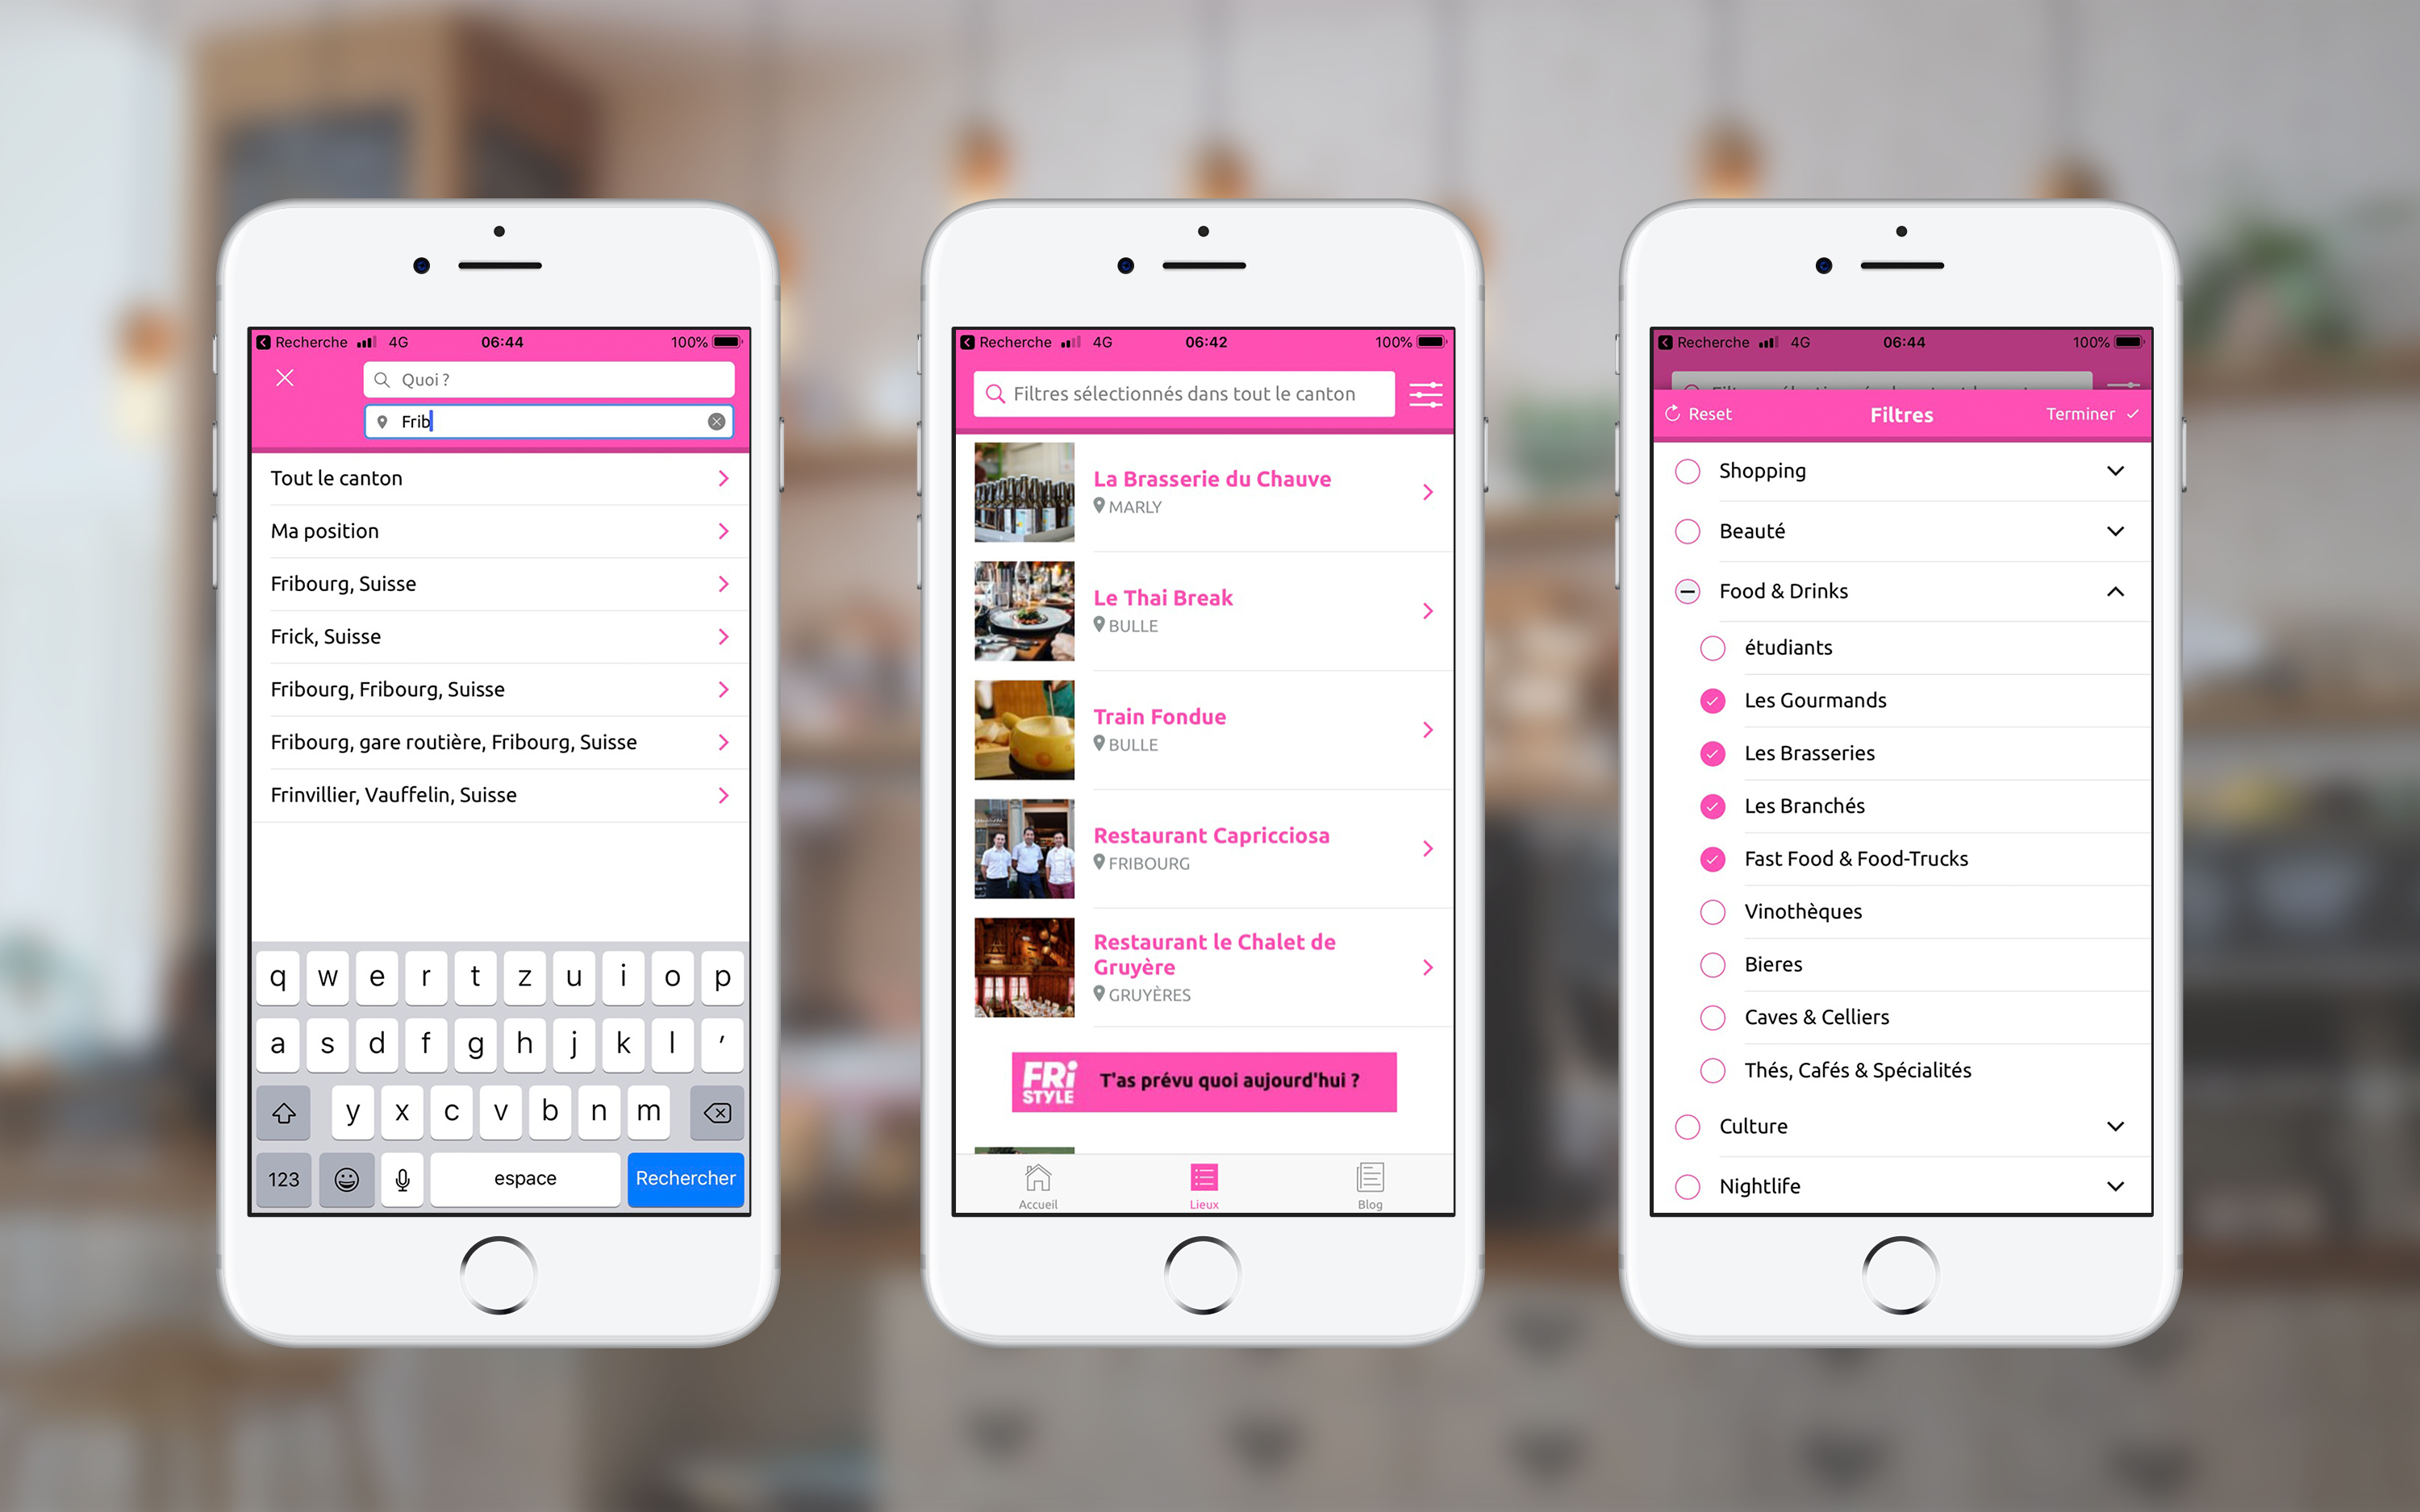 Recherche 4G 06:44 100%
Quoi ?
Frib
Tout le canton
Ma position
Fribourg, Suisse
Frick, Suisse
Fribourg, Fribourg, Suisse
Fribourg, gare routière, Fribourg, Suisse
Frinvillier, Vauffelin, Suisse
q w e r t z u i o p
a s d f g h j k l ’
y x c v b n m
123 espace Rechercher
Recherche 4G 06:42 100%
Filtres sélectionnés dans tout le canton
La Brasserie du Chauve
MARLY
Le Thai Break
BULLE
Train Fondue
BULLE
Restaurant Capricciosa
FRIBOURG
Restaurant le Chalet de
Gruyère
GRUYÈRES
FRi
STYLE
T'as prévu quoi aujourd'hui ?
Accueil Lieux Blog
Recherche 4G 06:44 100%
Reset Filtres Terminer
Shopping
Beauté
Food & Drinks
étudiants
Les Gourmands
Les Brasseries
Les Branchés
Fast Food & Food-Trucks
Vinothèques
Bieres
Caves & Celliers
Thés, Cafés & Spécialités
Culture
Nightlife